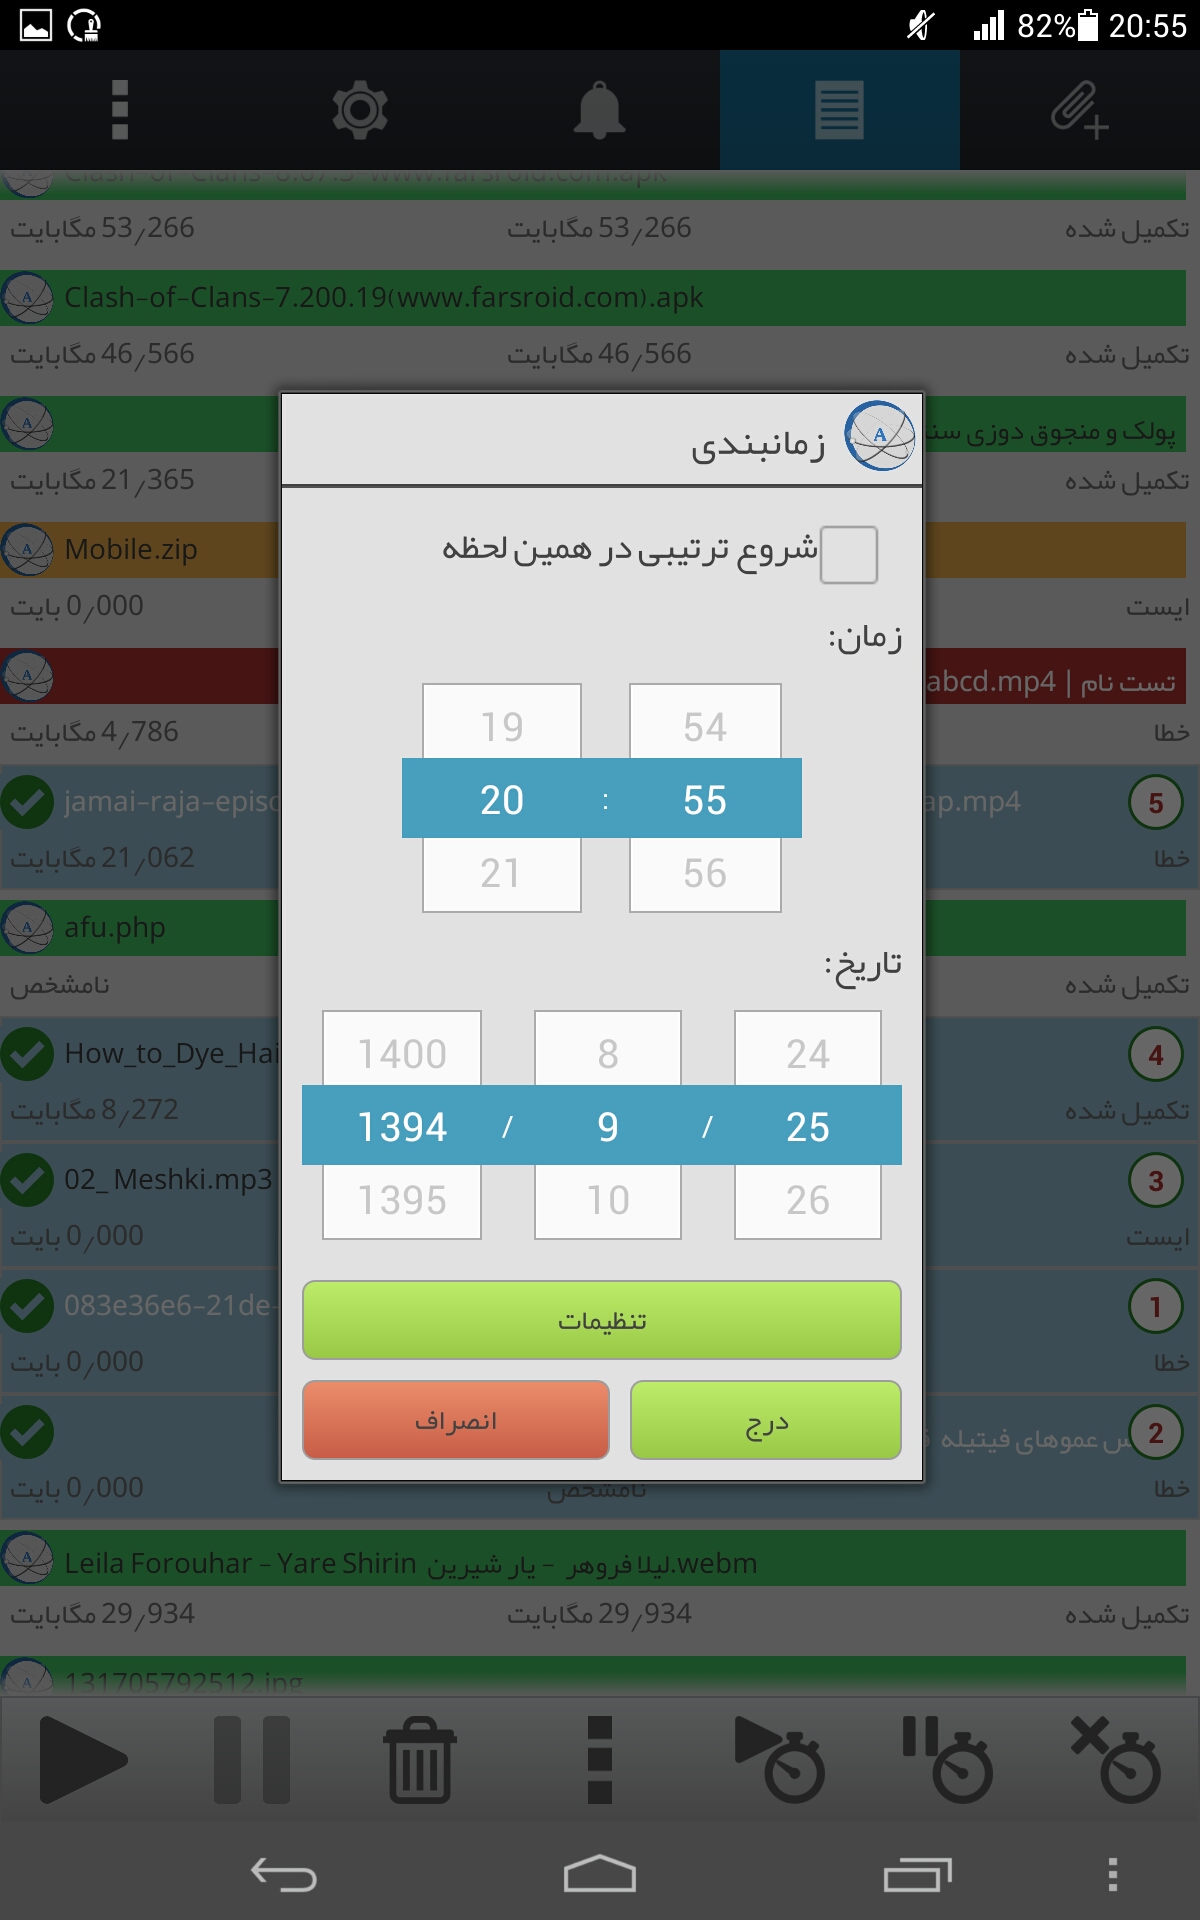 82% 20:55
Clash-of-Clans-8.67.3-www.farsroid.com.apk
53٫266 مگابایت 53٫266 مگابایت تکمیل شده
Clash-of-Clans-7.200.19(www.farsroid.com).apk
46٫566 مگابایت 46٫566 مگابایت تکمیل شده
پولک و منجوق دوزی
21٫365 مگابایت تکمیل شده
Mobile.zip
0٫000 بایت ایست
تست نام | abcd.mp4
4٫786 مگابایت خطا
jamai-raja- ap.mp4 5
21٫062 مگابایت خطا
afu.php
نامشخص تکمیل شده
How_to_Dye_Hai 4
8٫272 مگابایت تکمیل شده
02_ Meshki.mp3 3
0٫000 بایت ایست
083e36e6-21de- 1
0٫000 بایت خطا
عموهای فیتیله 2
0٫000 بایت نامشخص خطا
Leila Forouhar - Yare Shirin لیلا فروهر - یار شیرین.webm
29٫934 مگابایت 29٫934 مگابایت تکمیل شده
131705792512.jpg
زمانبندی
شروع ترتیبی در همین لحظه
زمان:
19 54
20 : 55
21 56
تاریخ:
1400 8 24
1394 / 9 / 25
1395 10 26
تنظیمات
درج
انصراف